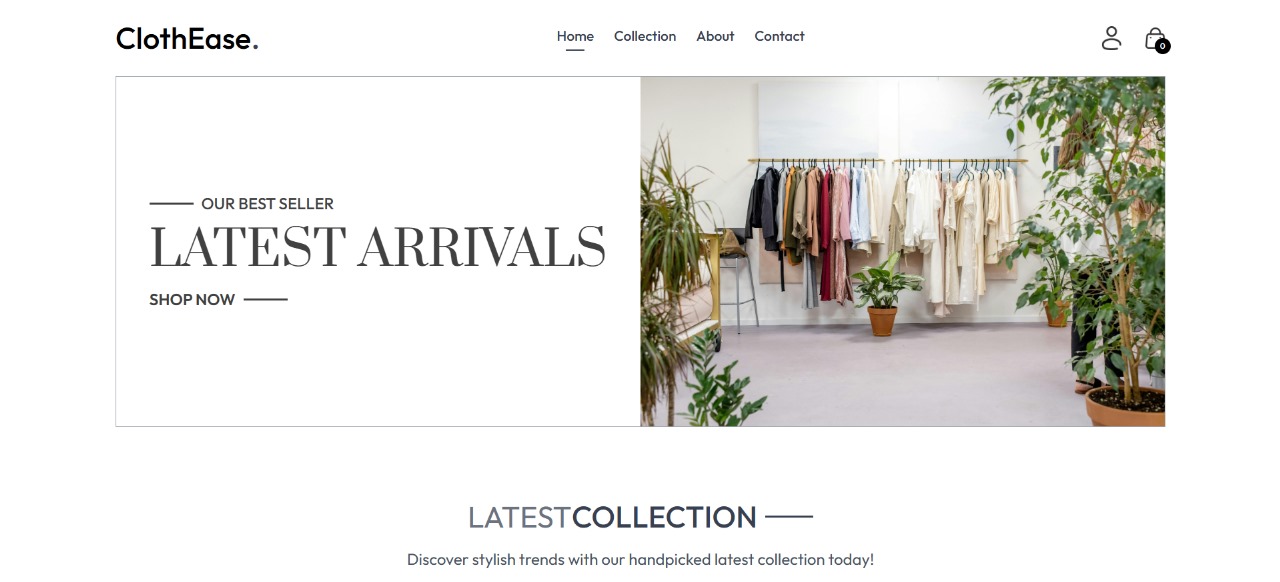 ClothEase.
Home Collection About Contact
0
OUR BEST SELLER
LATEST ARRIVALS
SHOP NOW
LATESTCOLLECTION
Discover stylish trends with our handpicked latest collection today!